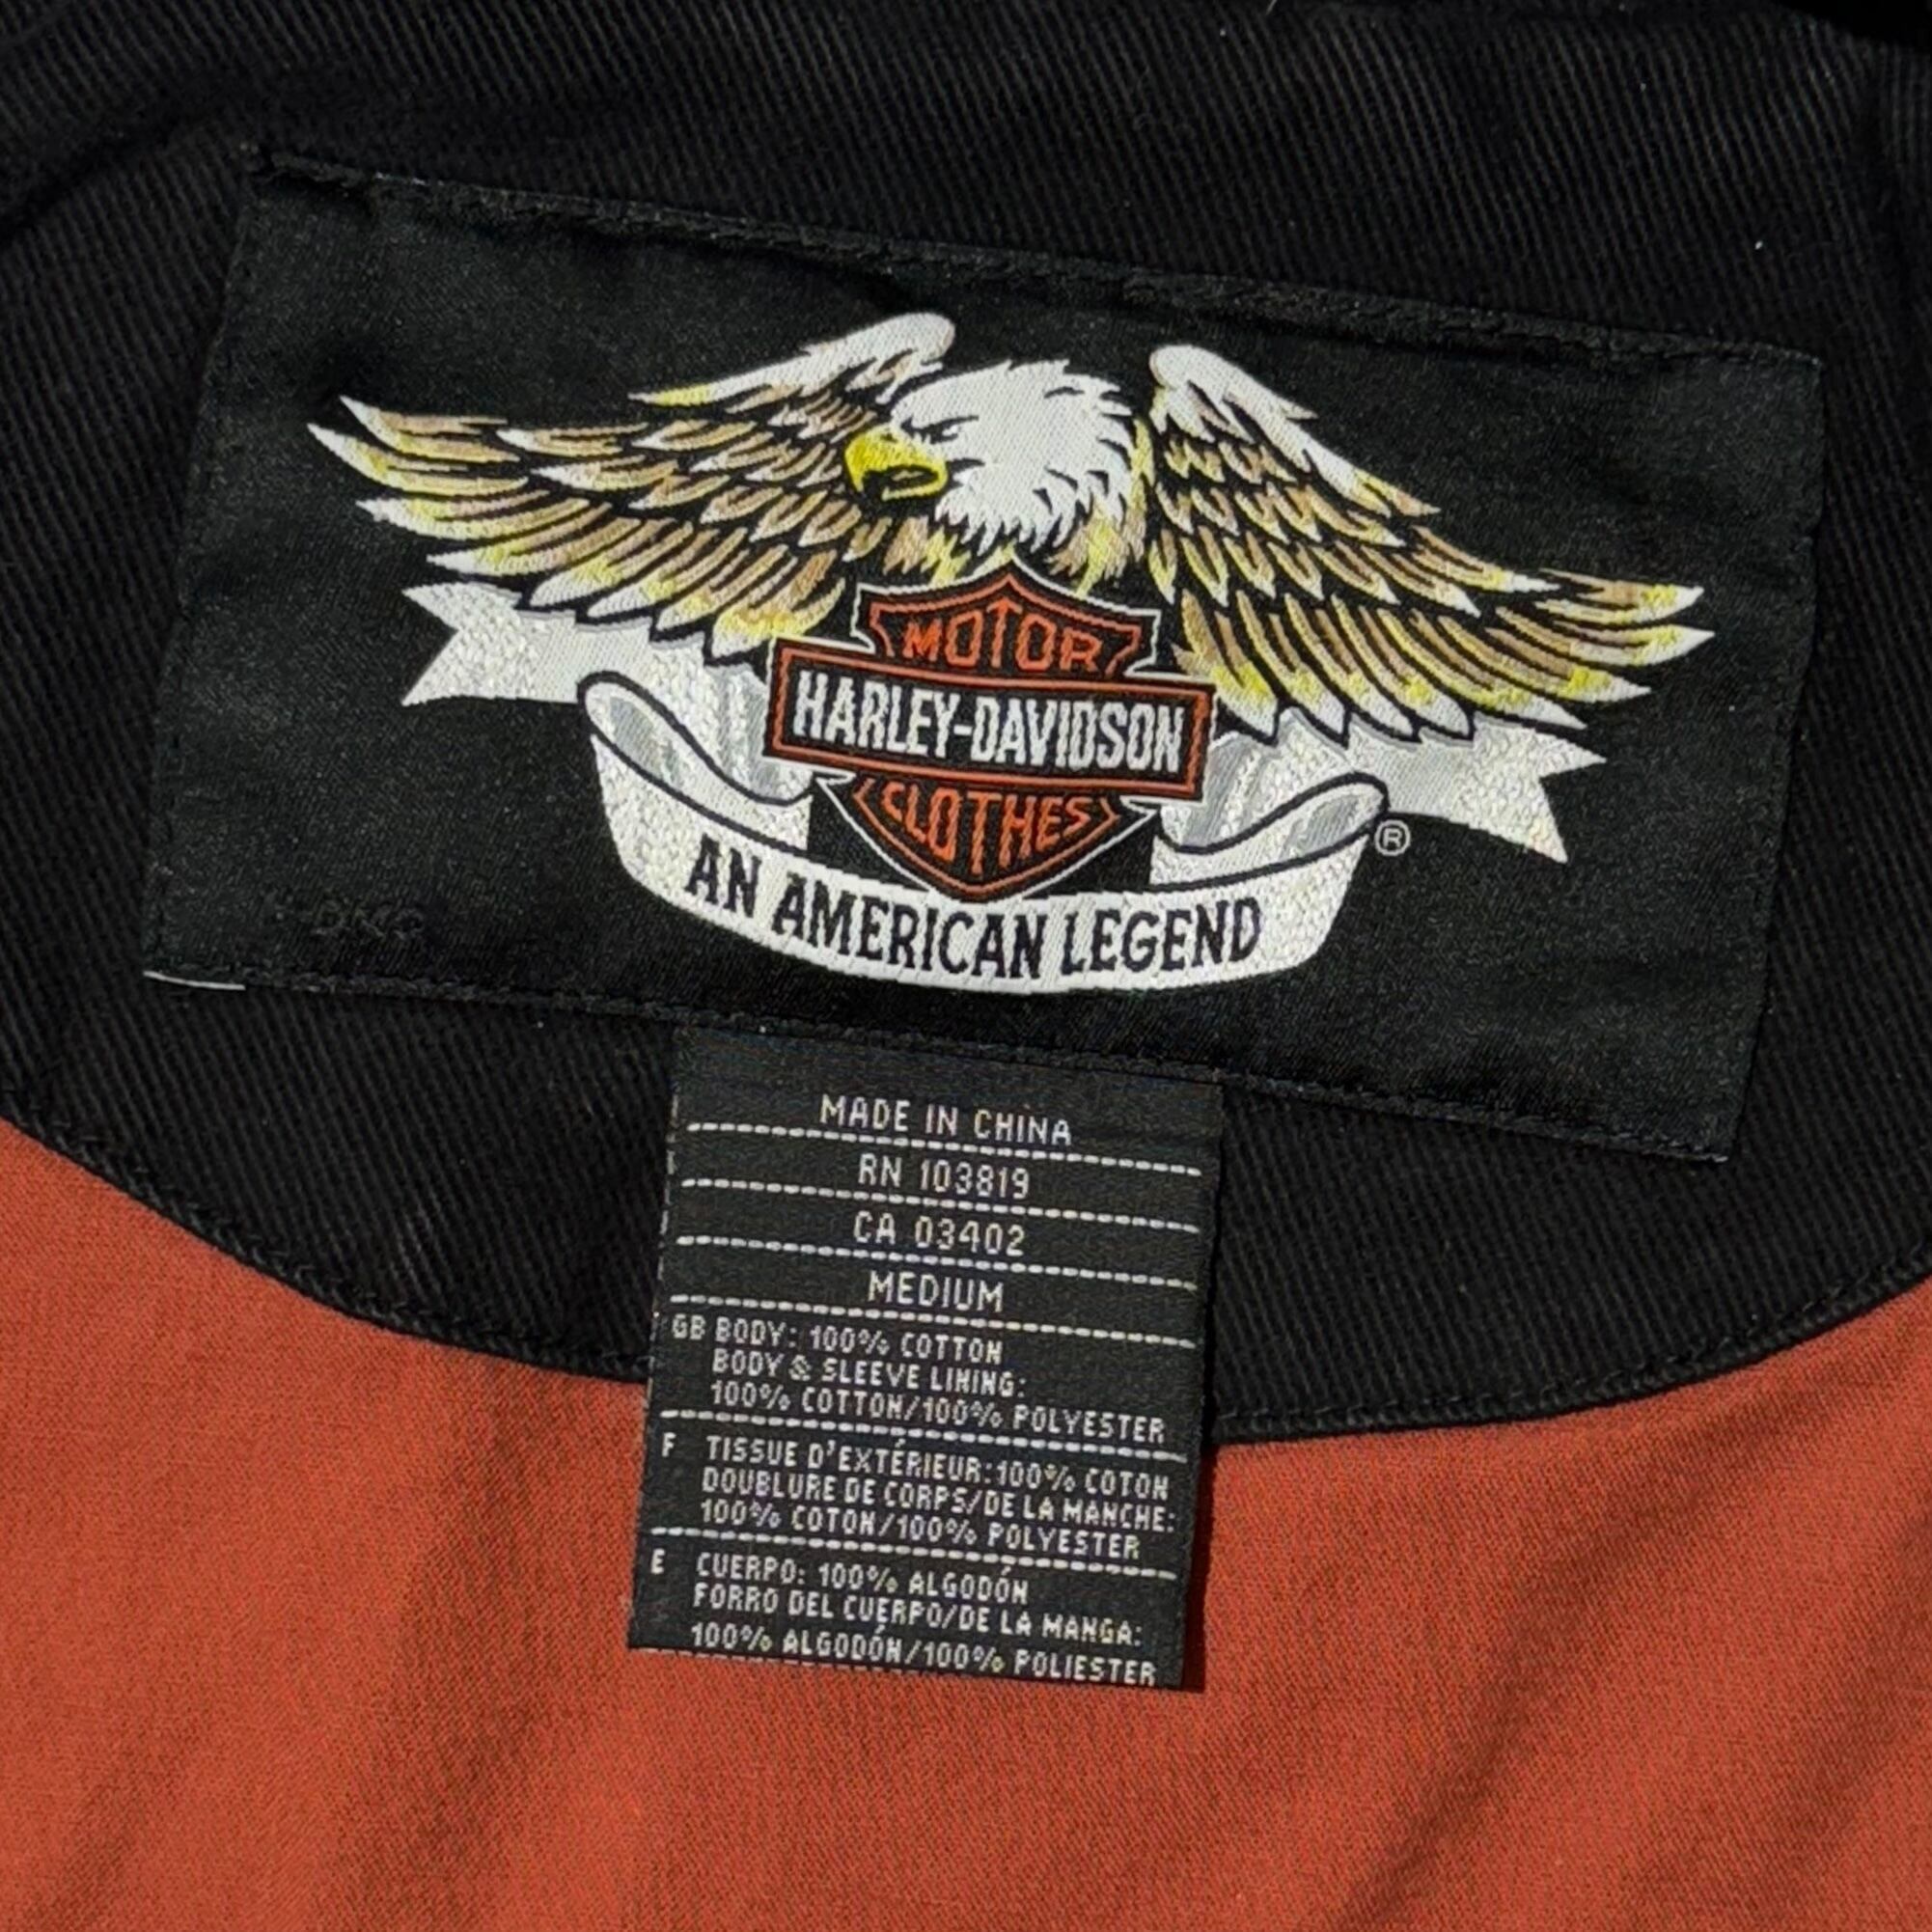 MOTOR
HARLEY-DAVIDSON
CLOTHES
®
AN AMERICAN LEGEND
MADE IN CHINA
RN 103819
CA 03402
MEDIUM
GB BODY: 100% COTTON
BODY & SLEEVE LINING:
100% COTTON/100% POLYESTER
F TISSUE D'EXTÉRIEUR:100% COTON
DOUBLURE DE CORPS/DE LA MANCHE:
100% COTON/100% POLYESTER
E CUERPO: 100% ALGODÓN
FORRO DEL CUERPO/DE LA MANGA:
100% ALGODÓN/100% POLIESTER